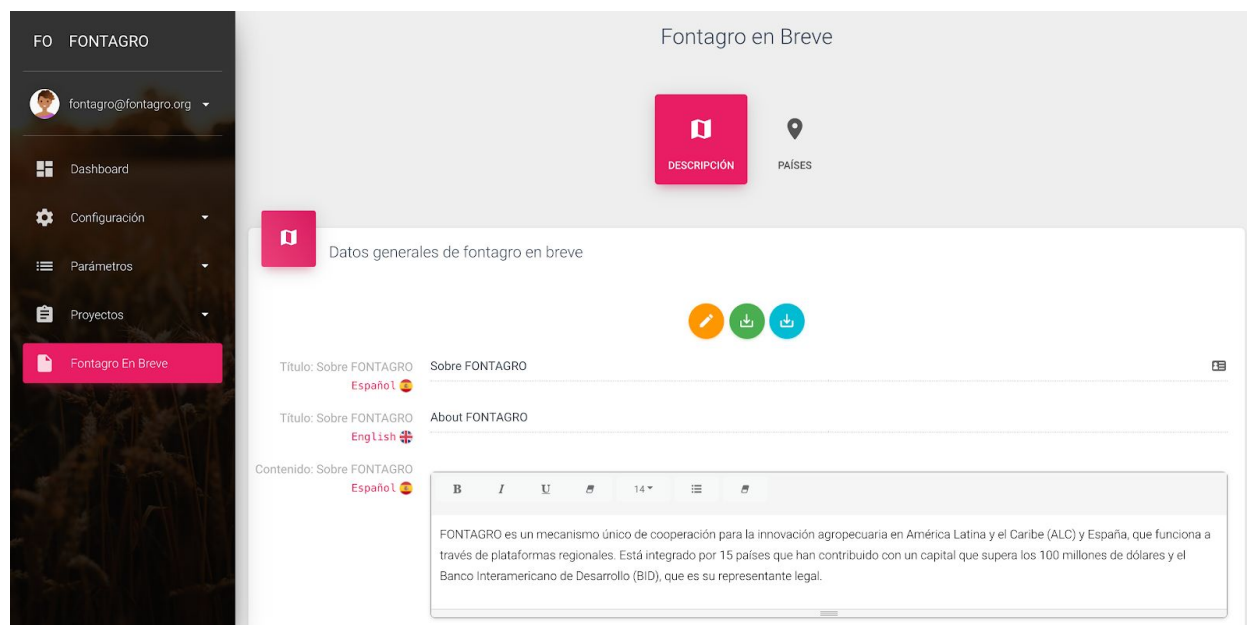 FO FONTAGRO
fontagro@fontagro.org
Dashboard
Configuración
Parámetros
Proyectos
Fontagro En Breve
Fontagro en Breve
DESCRIPCIÓN
PAÍSES
Datos generales de fontagro en breve
Título: Sobre FONTAGRO
Español
Sobre FONTAGRO
Título: Sobre FONTAGRO
English
About FONTAGRO
Contenido: Sobre FONTAGRO
Español
B I U 14
FONTAGRO es un mecanismo único de cooperación para la innovación agropecuaria en América Latina y el Caribe (ALC) y España, que funciona a
través de plataformas regionales. Está integrado por 15 países que han contribuido con un capital que supera los 100 millones de dólares y el
Banco Interamericano de Desarrollo (BID), que es su representante legal.